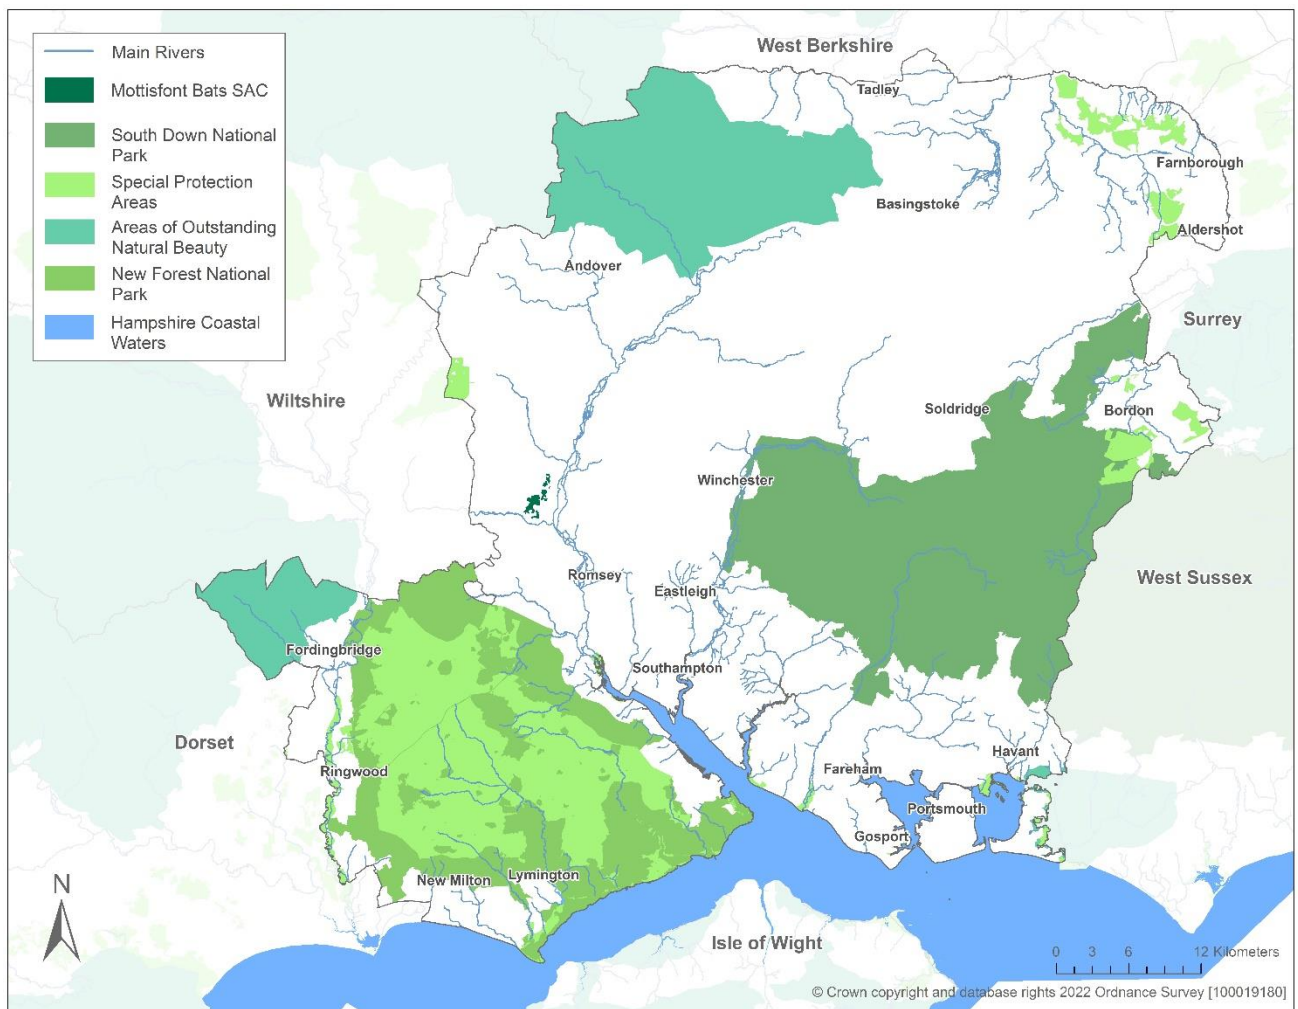 Main Rivers
Mottisfont Bats SAC
South Down National
Park
Special Protection
Areas
Areas of Outstanding
Natural Beauty
New Forest National
Park
Hampshire Coastal
Waters
West Berkshire
Tadley
Farnborough
Basingstoke
Aldershot
Andover
Surrey
Wiltshire
Soldridge
Bordon
Winchester
Romsey
Eastleigh
West Sussex
Fordingbridge
Southampton
Dorset
Ringwood
Havant
Fareham
Portsmouth
Gosport
New Milton
Lymington
N
Isle of Wight
0 3 6 12 Kilometers
© Crown copyright and database rights 2022 Ordnance Survey [100019180]